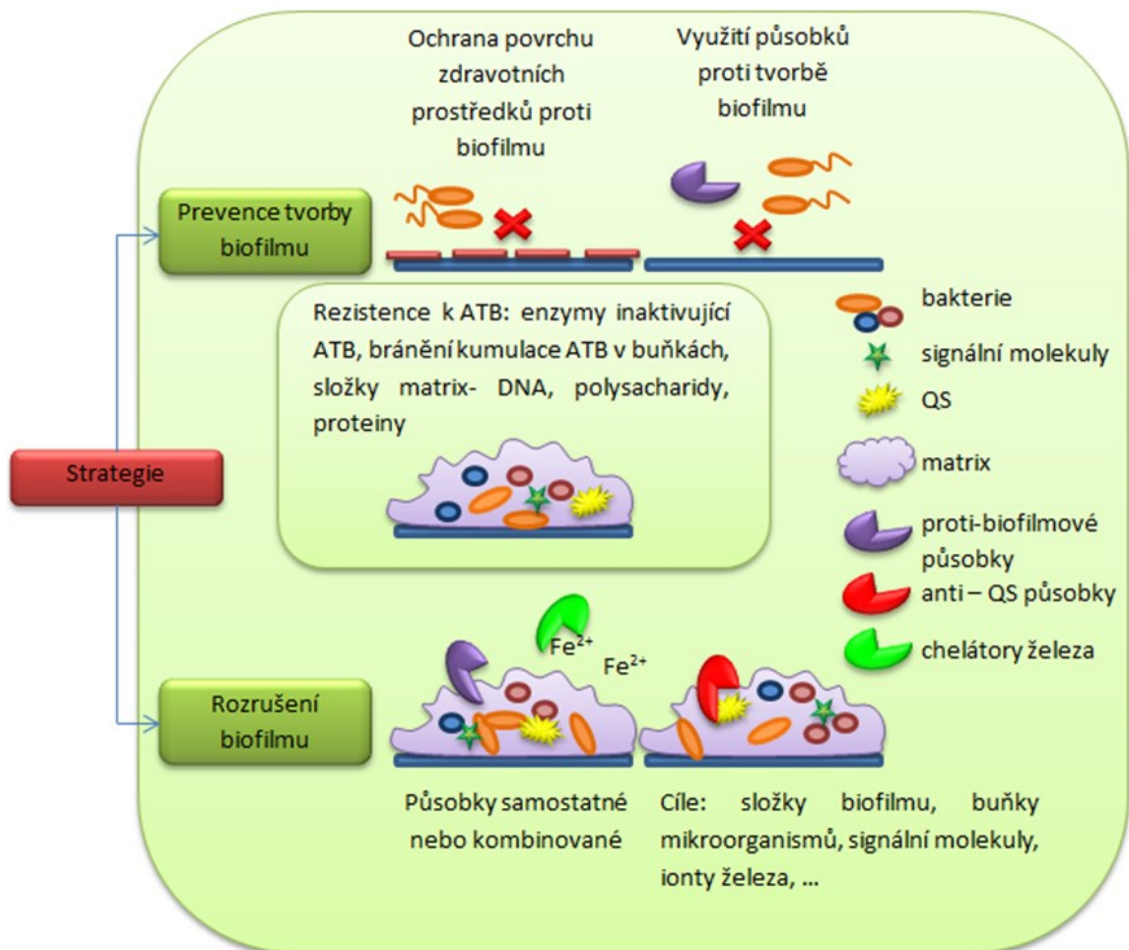 Ochrana povrchu
zdravotních
prostředků proti
biofilmu
Využití působků
proti tvorbě
biofilmu
Prevence tvorby
biofilmu
Rezistence k ATB: enzymy inaktivující
ATB, bránění kumulace ATB v buňkách,
složky matrix- DNA, polysacharidy,
proteiny
bakterie
signální molekuly
QS
matrix
proti-biofilmové
působky
anti – QS působky
chelátory železa
Strategie
Fe²⁺
Fe²⁺
Rozrušení
biofilmu
Působky samostatné
nebo kombinované
Cíle: složky biofilmu, buňky
mikroorganismů, signální molekuly,
ionty železa, ...